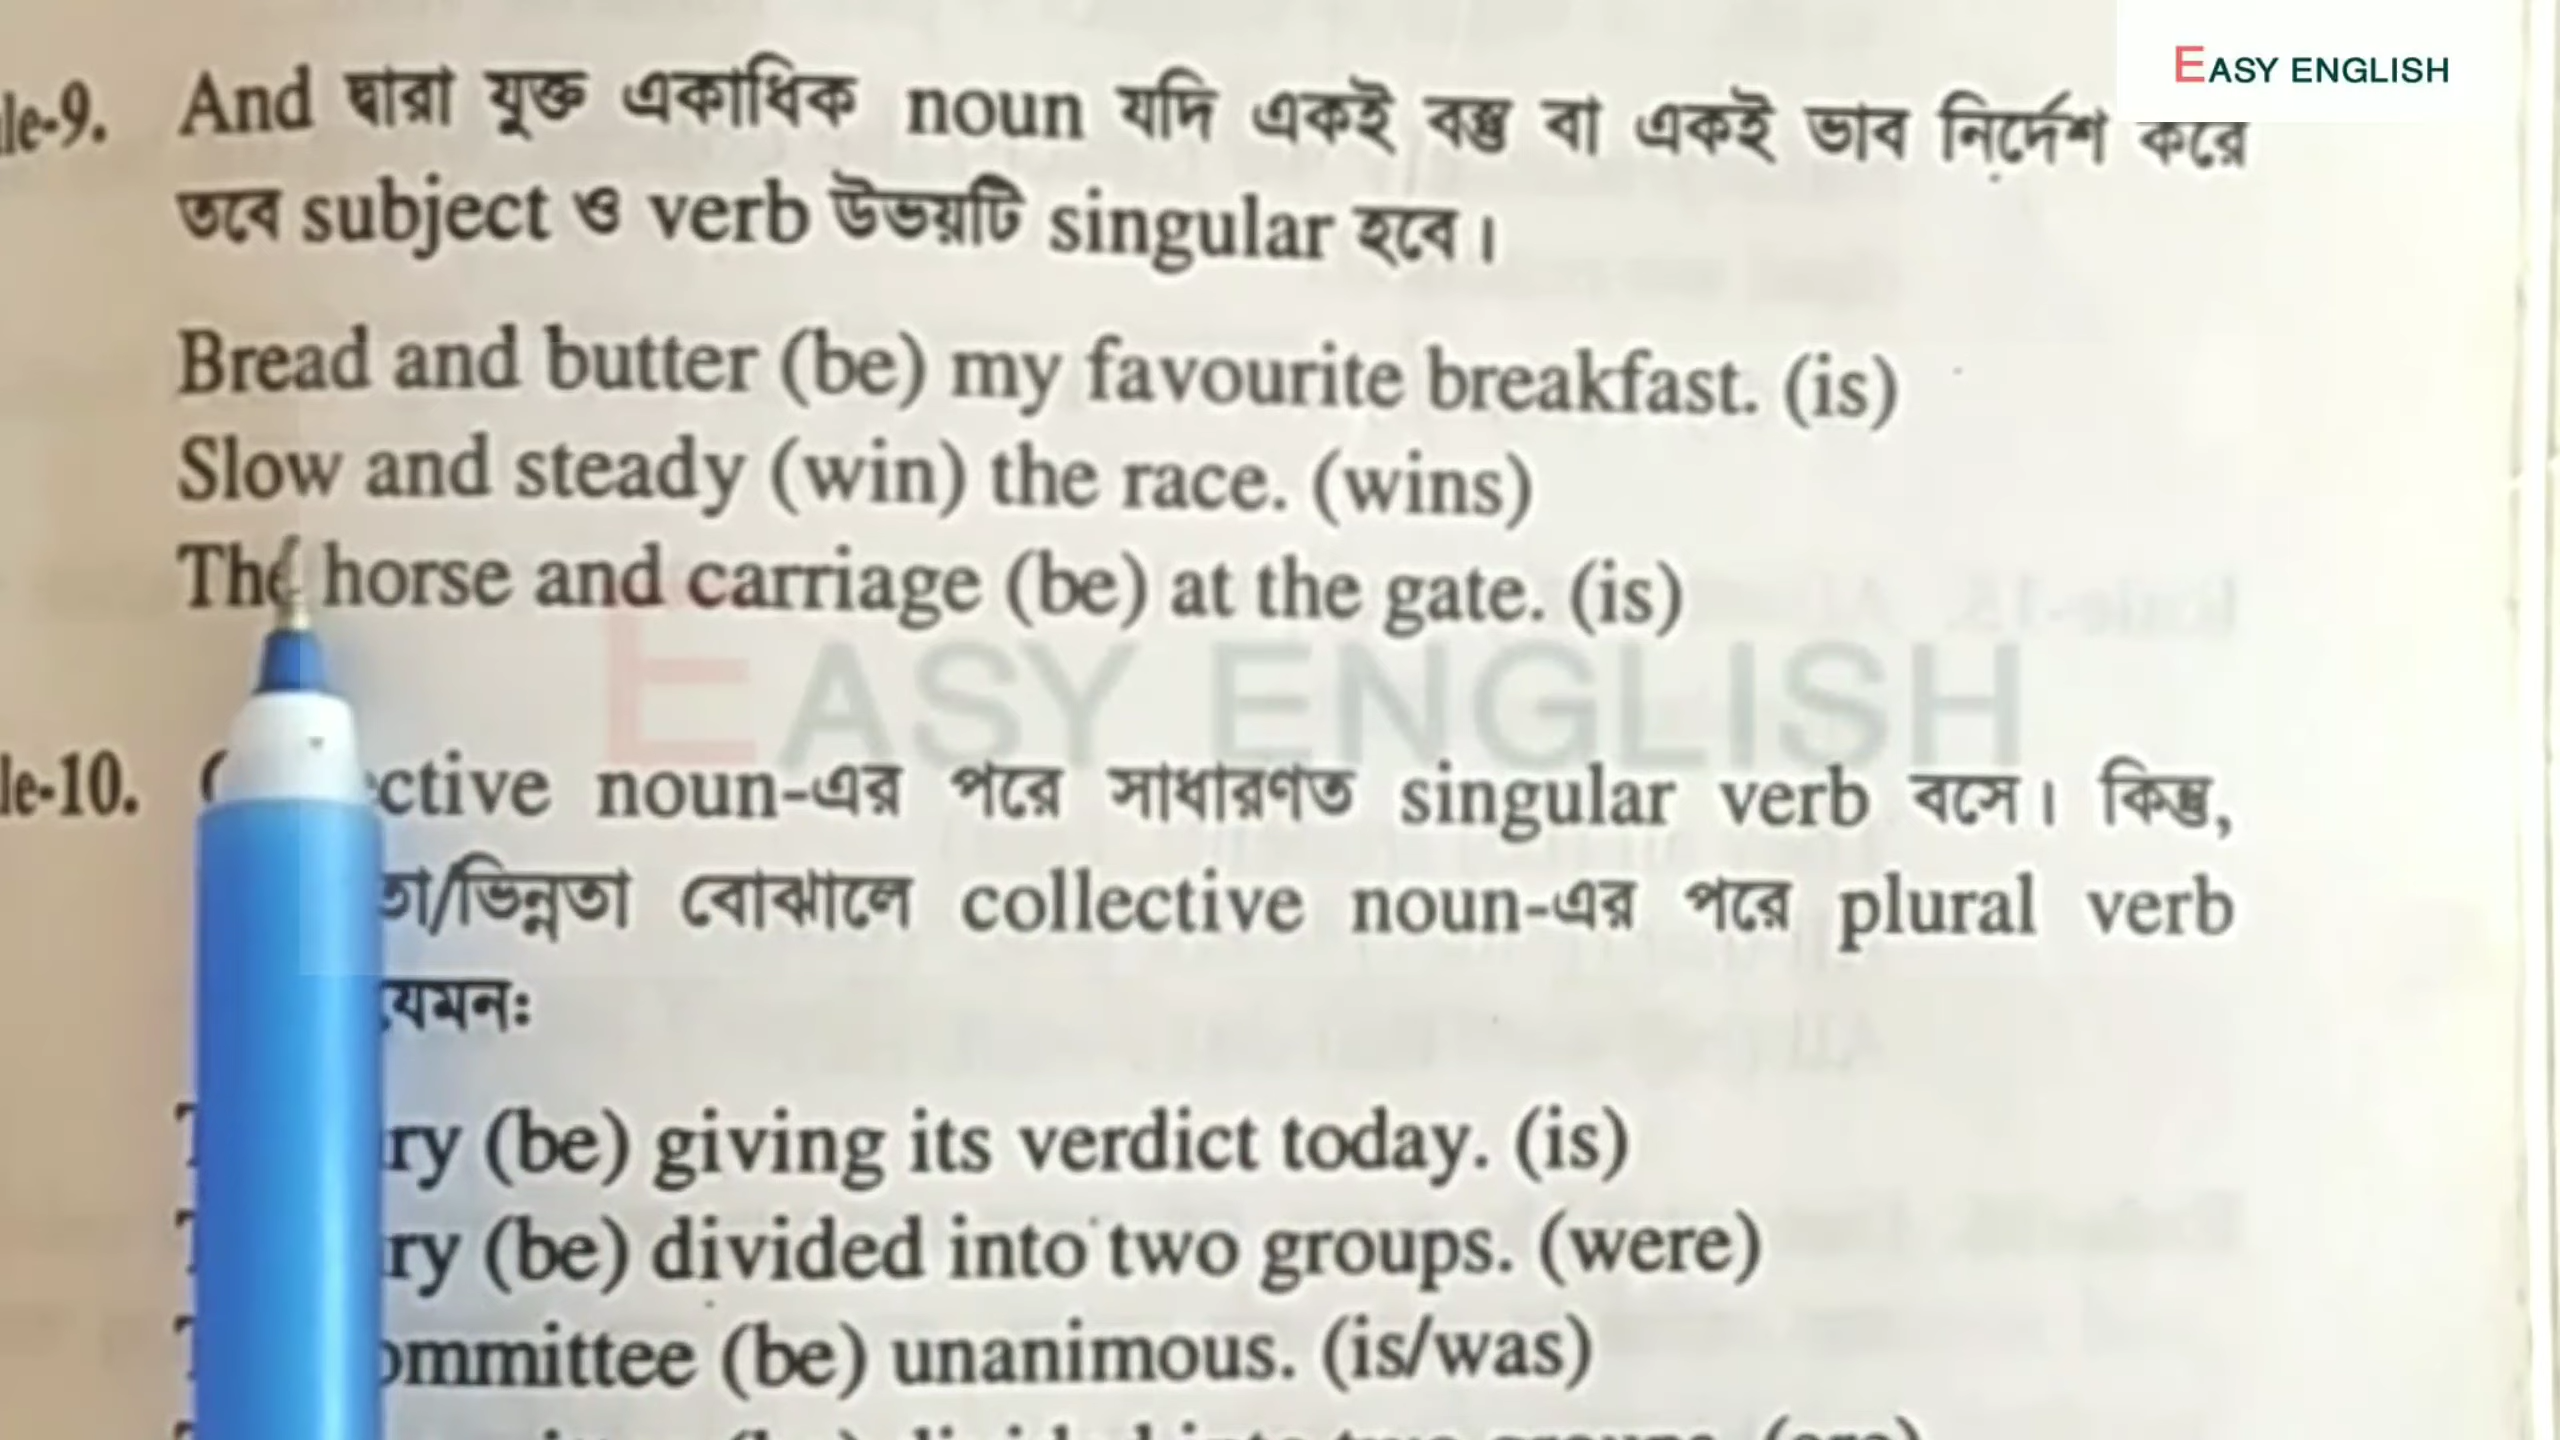 EASY ENGLISH
le-9. And দ্বারা যুক্ত একাধিক noun যদি একই বস্তু বা একই ভাব নির্দেশ করে
তবে subject ও verb উভয়টি singular হবে।
Bread and butter (be) my favourite breakfast. (is)
Slow and steady (win) the race. (wins)
The horse and carriage (be) at the gate. (is)
EASY ENGLISH
le-10. ctive noun-এর পরে সাধারণত singular verb বসে। কিন্তু,
তা/ভিন্নতা বোঝালে collective noun-এর পরে plural verb
যেমনঃ
ry (be) giving its verdict today. (is)
ry (be) divided into two groups. (were)
ommittee (be) unanimous. (is/was)